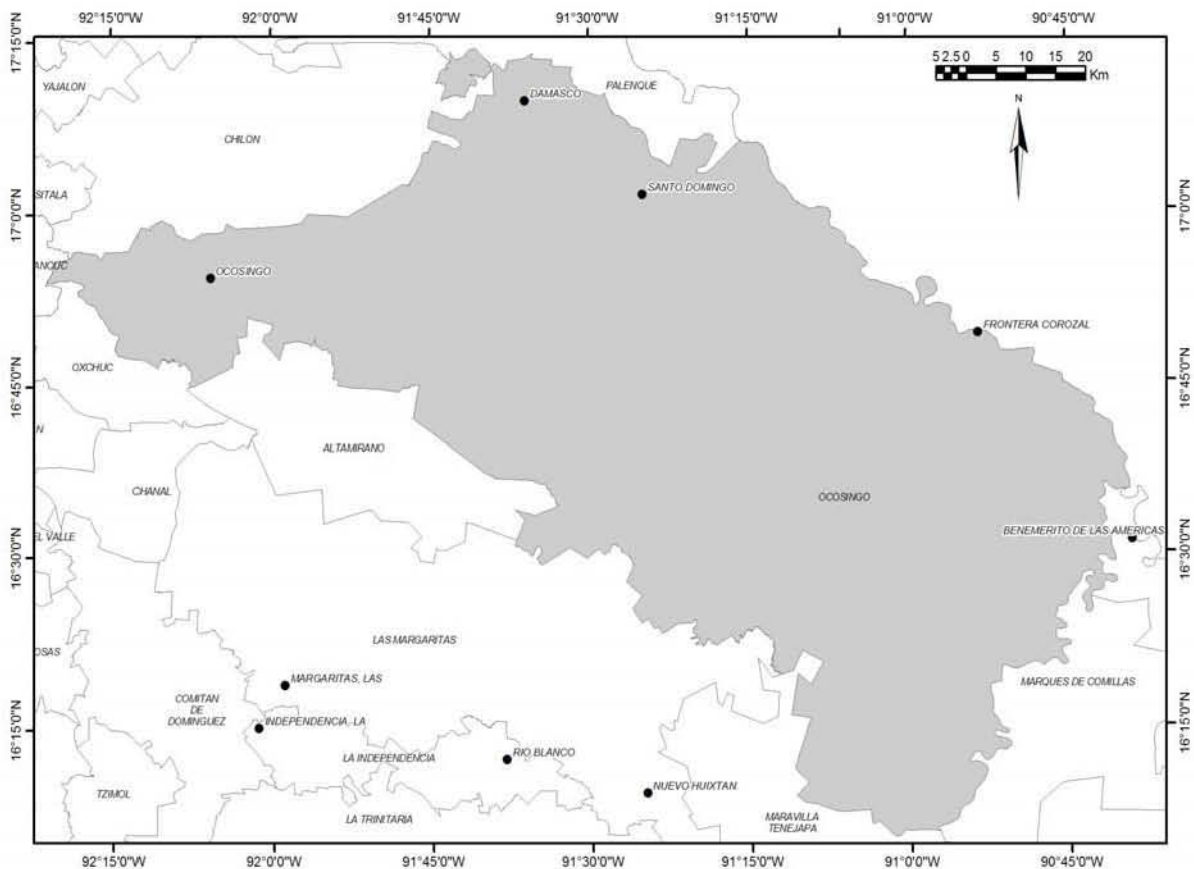 92°15'0"W 92°0'0"W 91°45'0"W 91°30'0"W 91°15'0"W 91°0'0"W 90°45'0"W
17°15'0"N
17°0'0"N
16°45'0"N
16°30'0"N
16°15'0"N
5 2.5 0 5 10 15 20
Km
N
YAJALON
DAMASCO
PALENQUE
CHILON
SITALA
SANTO DOMINGO
ANCUC
OCOSINGO
FRONTERA COROZAL
OXCHUC
N
ALTAMIRANO
CHANAL
OCOSINGO
EL VALLE
BENEMERITO DE LAS AMERICAS
LAS MARGARITAS
OSAS
MARGARITAS, LAS
MARQUES DE COMILLAS
COMITAN
DE
DOMINGUEZ
INDEPENDENCIA, LA
LA INDEPENDENCIA
RIO BLANCO
TZIMOL
NUEVO HUIXTAN
LA TRINITARIA
MARAVILLA
TENEJAPA
17°0'0"N
16°45'0"N
16°30'0"N
16°15'0"N
92°15'0"W 92°0'0"W 91°45'0"W 91°30'0"W 91°15'0"W 91°0'0"W 90°45'0"W